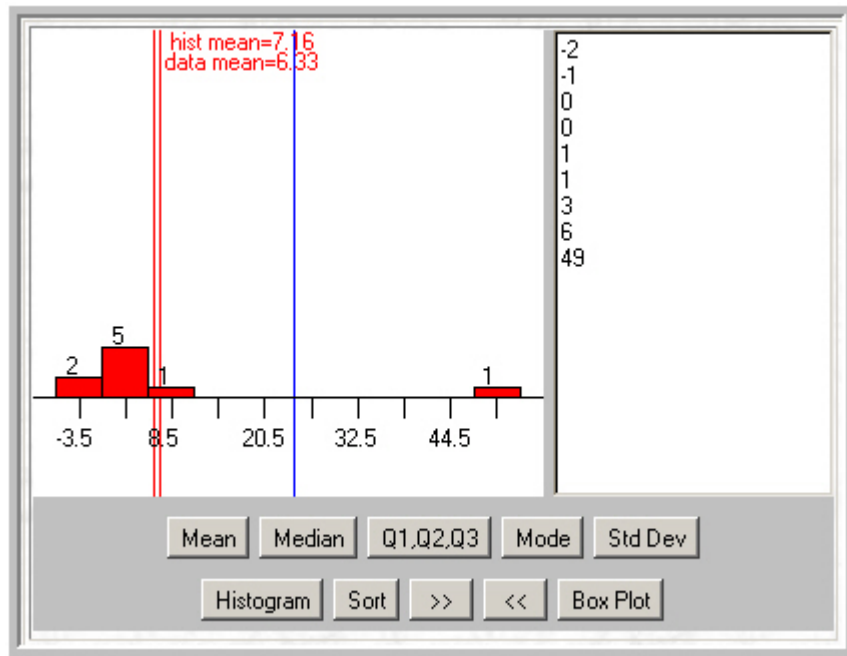 hist mean=7.16
data mean=6.33
2
5
1
1
-3.5 8.5 20.5 32.5 44.5
-2
-1
0
0
1
1
3
6
49
Mean Median Q1,Q2,Q3 Mode Std Dev
Histogram Sort >> << Box Plot